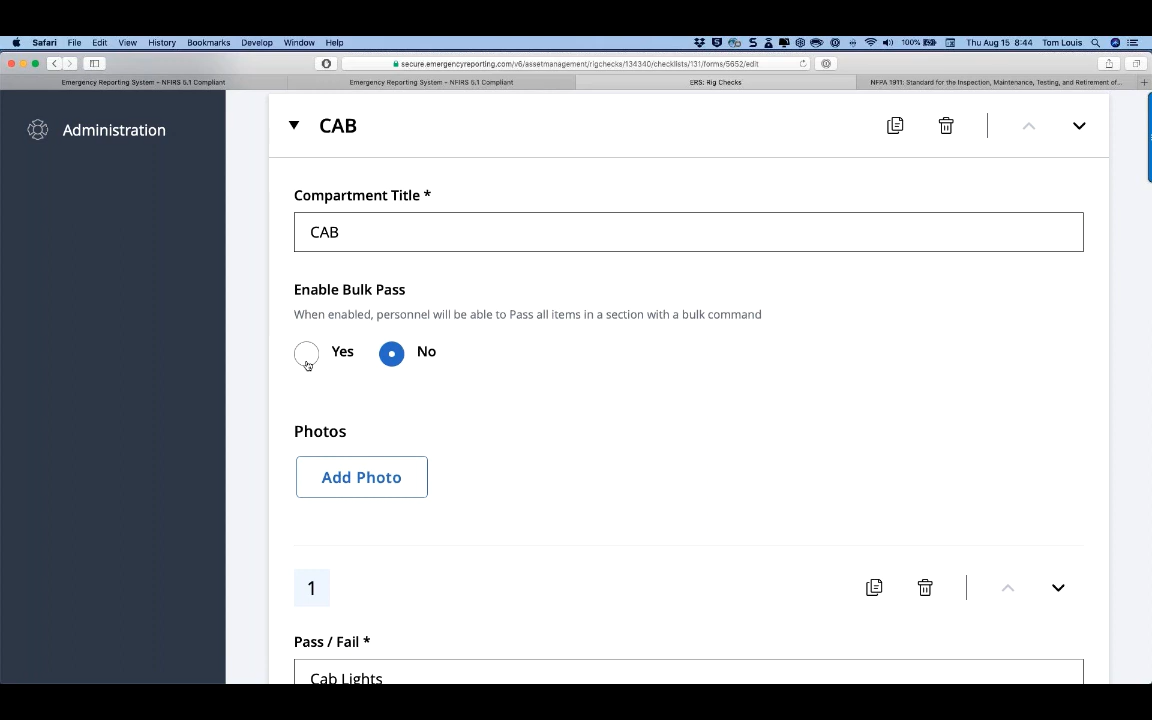 Safari File Edit View History Bookmarks Develop Window Help 100% Thu Aug 15 8:44 Tom Louis
secure.emergencyreporting.com/v6/assetmanagement/rigchecks/134340/checklists/131/forms/5652/edit
Emergency Reporting System - NFIRS 5.1 Compliant Emergency Reporting System - NFIRS 5.1 Compliant ERS: Rig Checks NFPA 1911: Standard for the Inspection, Maintenance, Testing, and Retirement of...
Administration
CAB
Compartment Title *
CAB
Enable Bulk Pass
When enabled, personnel will be able to Pass all items in a section with a bulk command
Yes No
Photos
Add Photo
1
Pass / Fail *
Cab Lights